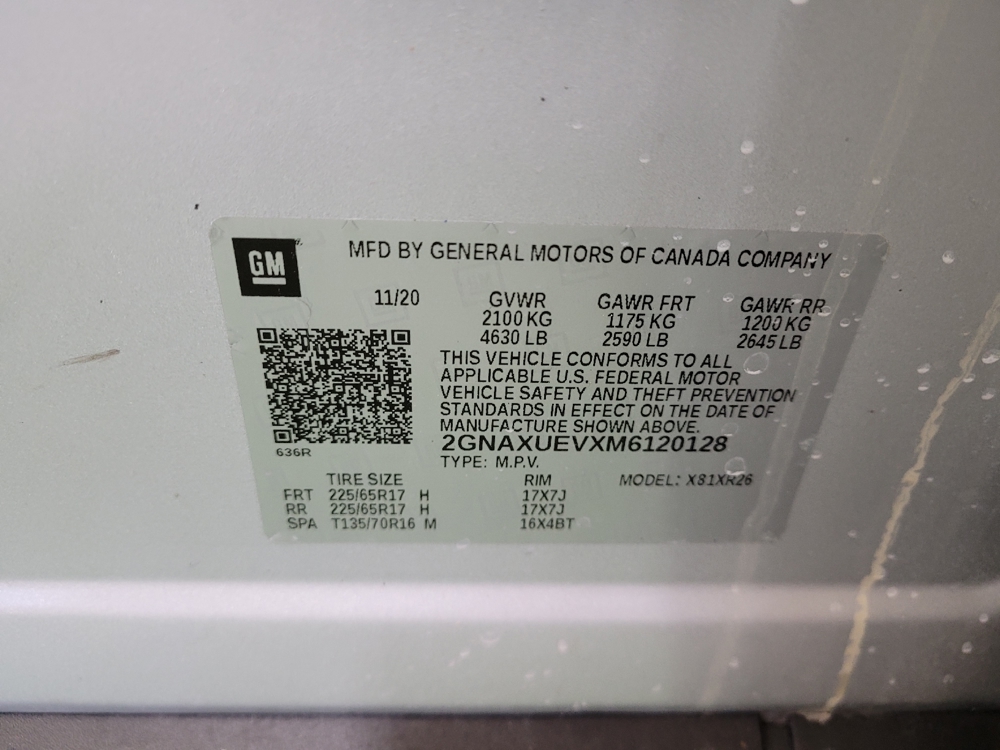 GM
MFD BY GENERAL MOTORS OF CANADA COMPANY
11/20 GVWR GAWR FRT GAWR RR
2100 KG 1175 KG 1200 KG
4630 LB 2590 LB 2645 LB
THIS VEHICLE CONFORMS TO ALL
APPLICABLE U.S. FEDERAL MOTOR
VEHICLE SAFETY AND THEFT PREVENTION
STANDARDS IN EFFECT ON THE DATE OF
MANUFACTURE SHOWN ABOVE.
2GNAXUEVXM6120128
636R
TYPE: M.P.V.
TIRE SIZE RIM MODEL: XS1XR26
FRT 225/65R17 H 17X7J
RR 225/65R17 H 17X7J
SPA T135/70R16 M 16X4BT